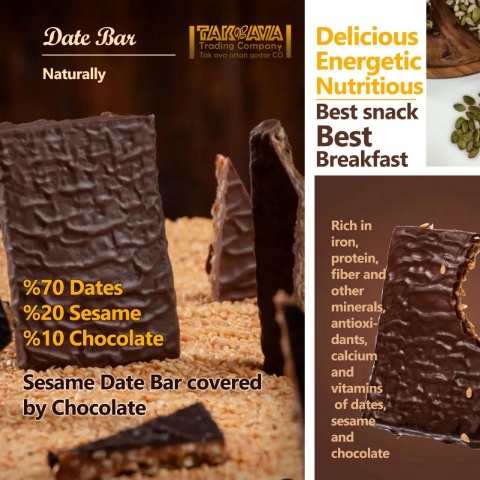 Date Bar
Naturally
TAK AVA
Trading Company
Tak ava artan gadar CO
%70 Dates
%20 Sesame
%10 Chocolate
Sesame Date Bar covered
by Chocolate
Delicious
Energetic
Nutritious
Best snack
Best
Breakfast
Rich in
iron,
protein,
fiber and
other
minerals,
antioxi-
dants,
calcium
and
vitamins
of dates,
sesame
and
chocolate